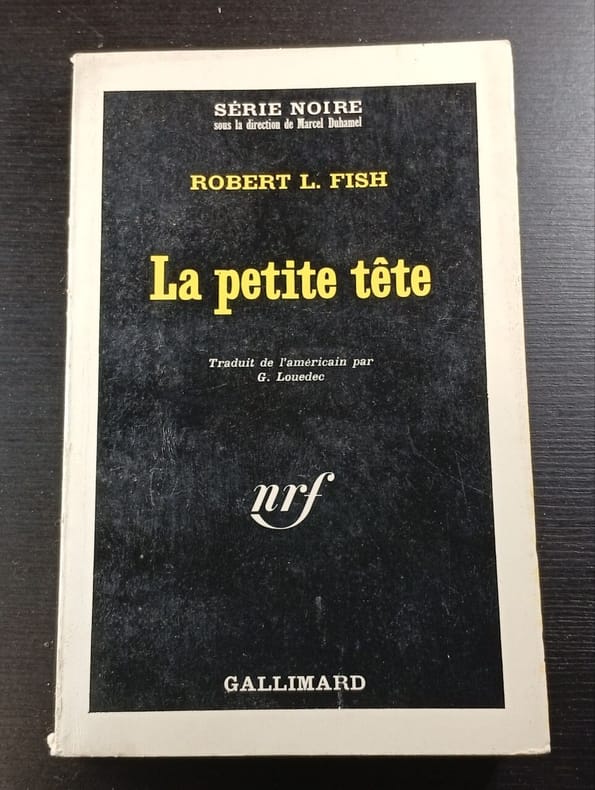 SÉRIE NOIRE
sous la direction de Marcel Duhamel
ROBERT L. FISH
La petite tête
Traduit de l'américain par
G. Louedec
nrf
GALLIMARD